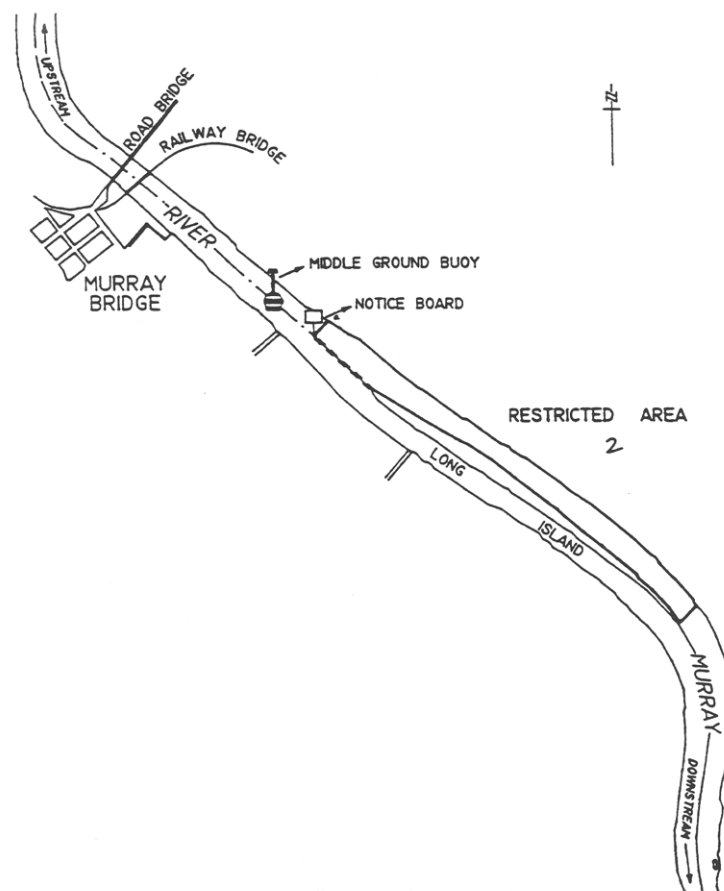 UPSTREAM
ROAD BRIDGE
RAILWAY BRIDGE
N
RIVER
MURRAY
BRIDGE
MIDDLE GROUND BUOY
NOTICE BOARD
RESTRICTED AREA
2
LONG
ISLAND
MURRAY
DOWNSTREAM